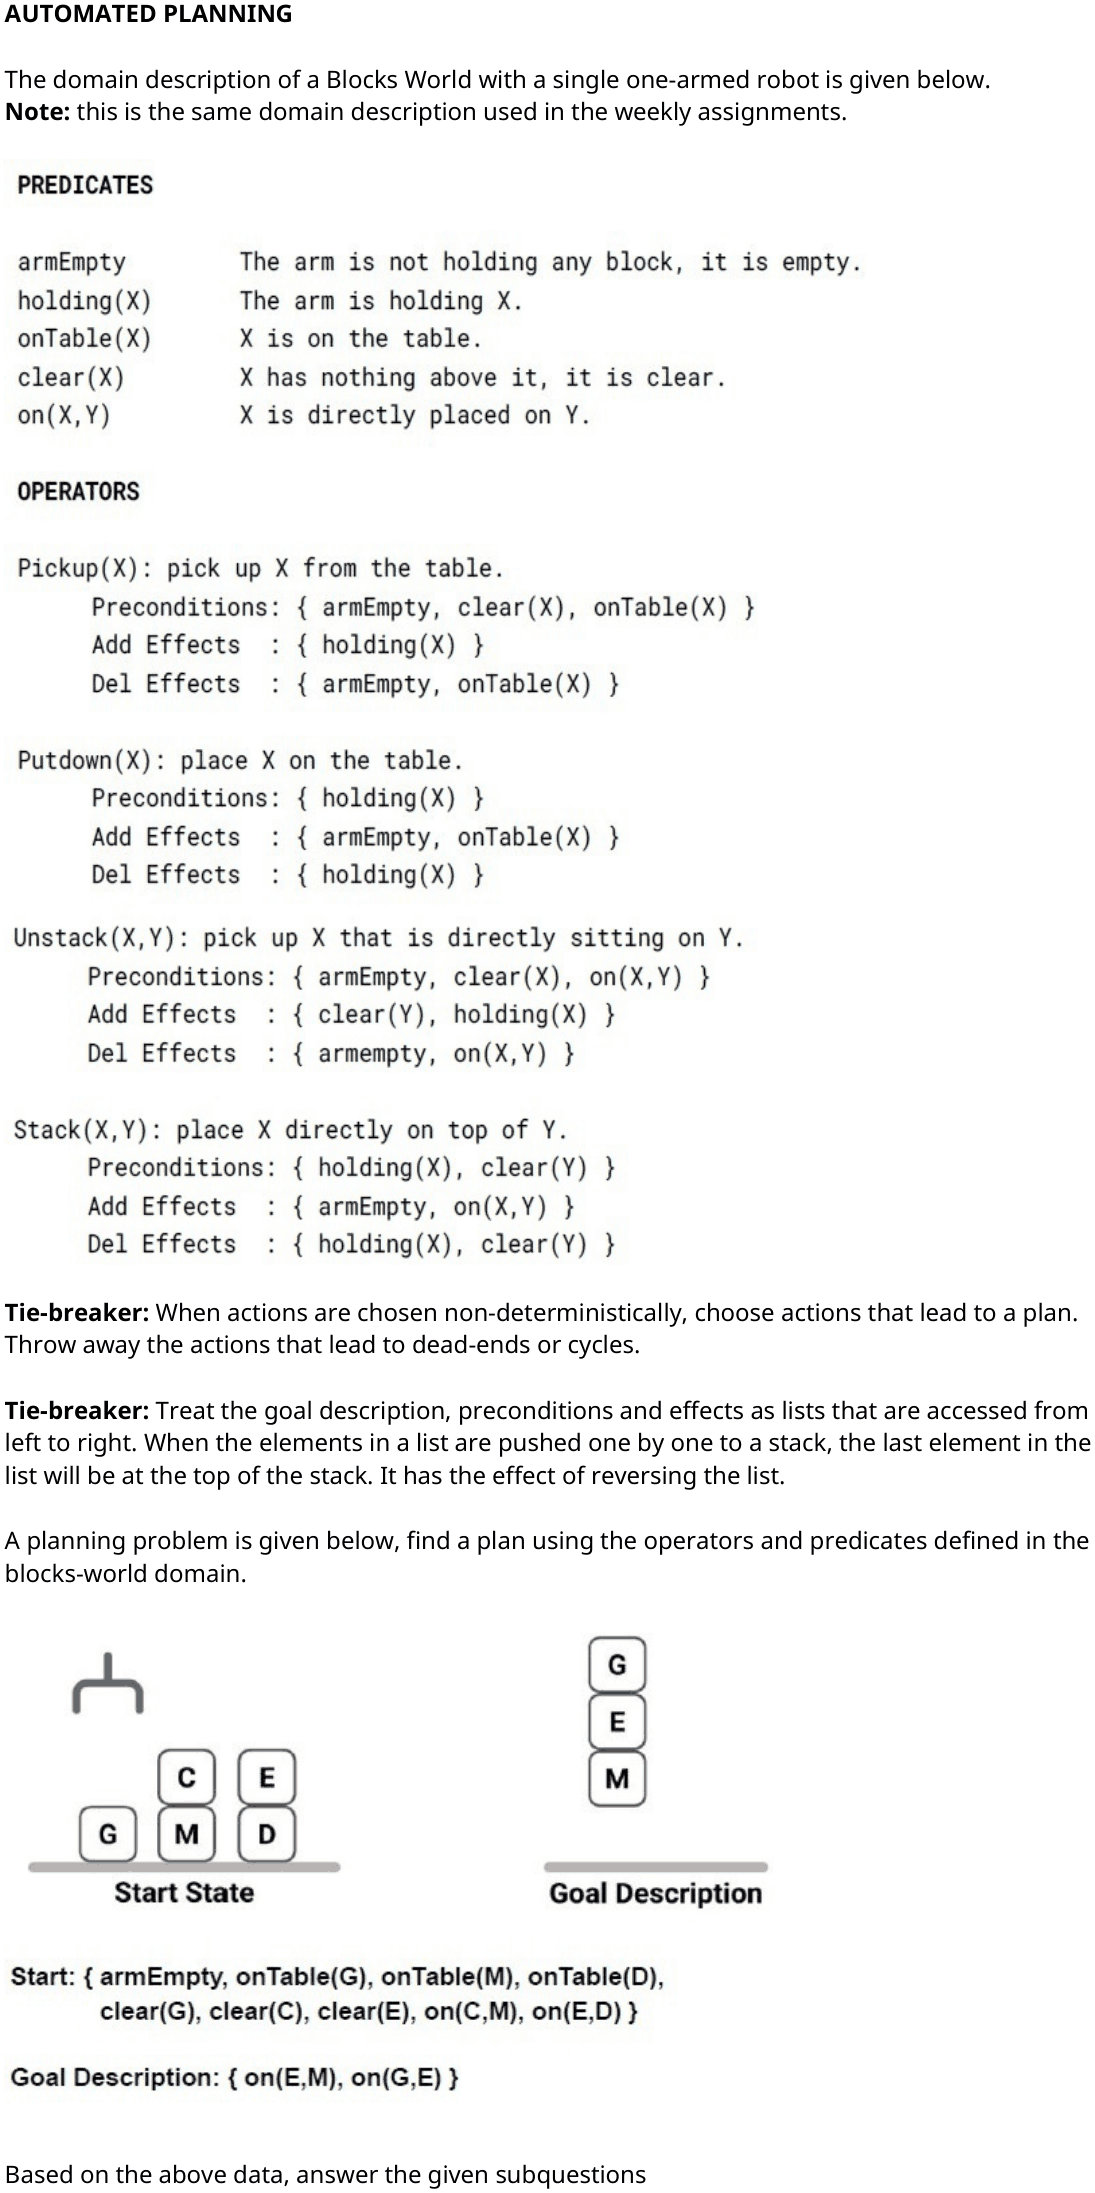 AUTOMATED PLANNING
The domain description of a Blocks World with a single one-armed robot is given below.
Note: this is the same domain description used in the weekly assignments.
PREDICATES
armEmpty The arm is not holding any block, it is empty.
holding(X) The arm is holding X.
onTable(X) X is on the table.
clear(X) X has nothing above it, it is clear.
on(X,Y) X is directly placed on Y.
OPERATORS
Pickup(X): pick up X from the table.
Preconditions: { armEmpty, clear(X), onTable(X) }
Add Effects : { holding(X) }
Del Effects : { armEmpty, onTable(X) }
Putdown(X): place X on the table.
Preconditions: { holding(X) }
Add Effects : { armEmpty, onTable(X) }
Del Effects : { holding(X) }
Unstack(X,Y): pick up X that is directly sitting on Y.
Preconditions: { armEmpty, clear(X), on(X,Y) }
Add Effects : { clear(Y), holding(X) }
Del Effects : { armempty, on(X,Y) }
Stack(X,Y): place X directly on top of Y.
Preconditions: { holding(X), clear(Y) }
Add Effects : { armEmpty, on(X,Y) }
Del Effects : { holding(X), clear(Y) }
Tie-breaker: When actions are chosen non-deterministically, choose actions that lead to a plan.
Throw away the actions that lead to dead-ends or cycles.
Tie-breaker: Treat the goal description, preconditions and effects as lists that are accessed from
left to right. When the elements in a list are pushed one by one to a stack, the last element in the
list will be at the top of the stack. It has the effect of reversing the list.
A planning problem is given below, find a plan using the operators and predicates defined in the
blocks-world domain.
C E
G M D
Start State
G
E
M
Goal Description
Start: { armEmpty, onTable(G), onTable(M), onTable(D),
clear(G), clear(C), clear(E), on(C,M), on(E,D) }
Goal Description: { on(E,M), on(G,E) }
Based on the above data, answer the given subquestions